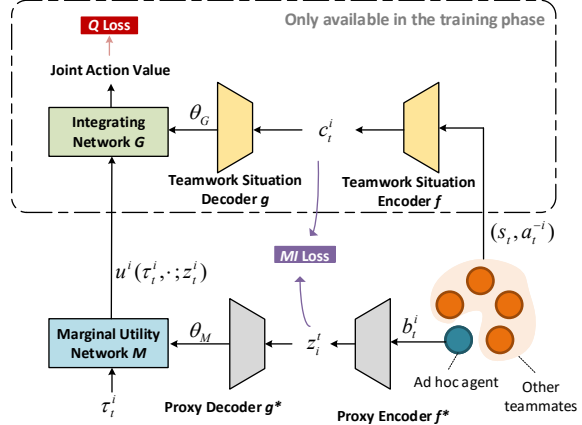 Only available in the training phase
Q Loss
Joint Action Value
Integrating
Network G
θ_G
c_t^i
Teamwork Situation
Decoder g
Teamwork Situation
Encoder f
(s_t, a_t^{-i})
MI Loss
u^i(τ_t^i, ·; z_t^i)
Marginal Utility
Network M
θ_M
z_i^t
b_t^i
τ_t^i
Proxy Decoder g*
Proxy Encoder f*
Ad hoc agent
Other
teammates